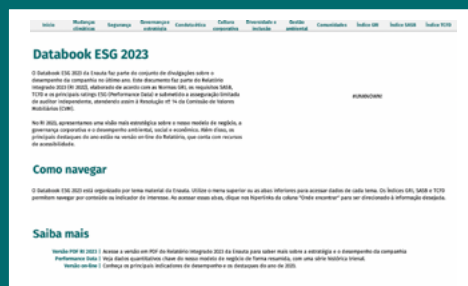 Início Mudanças climáticas Segurança Governança e estratégia Conduta ética Cultura corporativa Diversidade e inclusão Gestão ambiental Comunidades Índice GRI Índice SASB Índice TCFD
Databook ESG 2023
O Databook ESG 2023 da Enauta faz parte do conjunto de divulgações sobre o
desempenho da companhia no último ano. Este documento faz parte do Relatório
Integrado 2023 (RI 2023), elaborado de acordo com as Normas GRI, os requisitos SASB,
TCFD e os principais ratings ESG (Performance Data) e submetido a asseguração limitada
de auditor independente, atendendo assim à Resolução nº 14 da Comissão de Valores
Mobiliários (CVM).
No RI 2023, apresentamos uma visão mais estratégica sobre o nosso modelo de negócio, a
governança corporativa e o desempenho ambiental, social e econômico. Além disso, os
principais destaques do ano estão na versão on-line do Relatório, que conta com recursos
de acessibilidade.
Como navegar
O Databook ESG 2023 está organizado por tema material da Enauta. Utilize o menu superior ou as abas inferiores para acessar dados de cada tema. Os Índices GRI, SASB e TCFD
permitem navegar por conteúdo ou indicador de interesse. Ao acessar essas abas, clique nos hiperlinks da coluna "Onde encontrar" para ser direcionado à informação desejada.
Saiba mais
Versão PDF RI 2023 | Acesse a versão em PDF do Relatório Integrado 2023 da Enauta para saber mais sobre a estratégia e o desempenho da companhia
Performance Data | Veja dados quantitativos chave do nosso modelo de negócio de forma resumida, com uma série histórica trienal.
Versão on-line | Conheça os principais indicadores de desempenho e os destaques do ano de 2023.